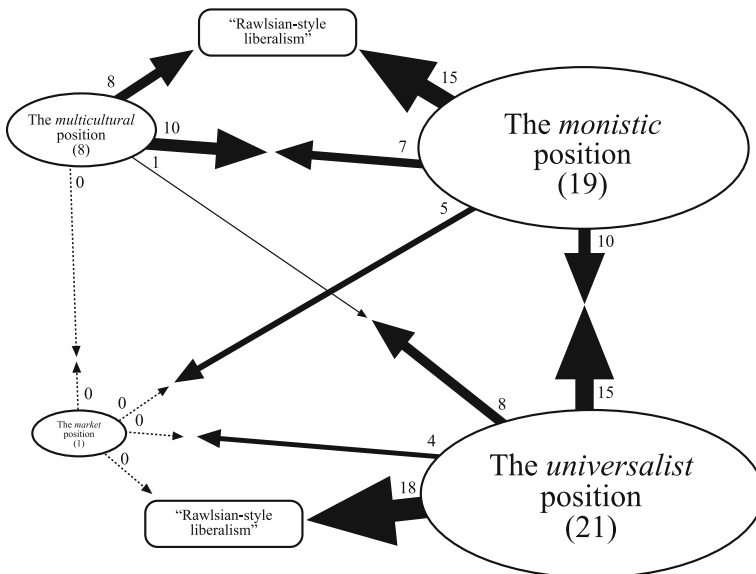 “Rawlsian-style
liberalism”
8
15
The multicultural
position
(8)
10
1
0
7
The monistic
position
(19)
5
10
0
0
0
0
The market
position
(1)
8
15
4
18
The universalist
position
(21)
“Rawlsian-style
liberalism”